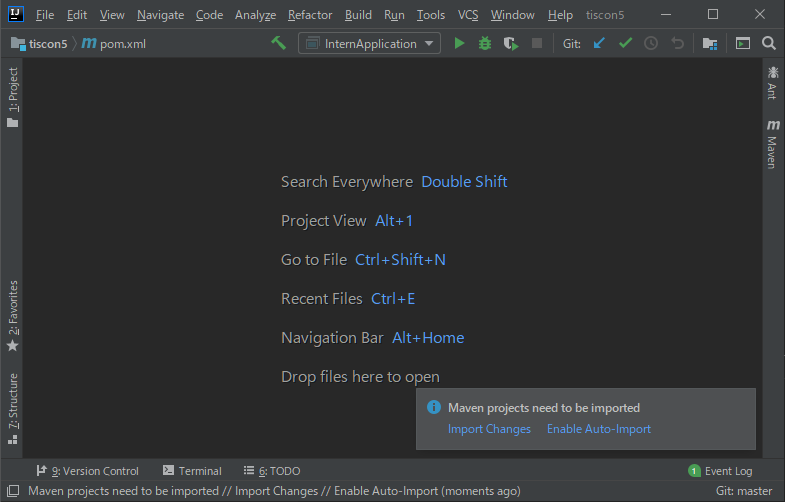 IJ File Edit View Navigate Code Analyze Refactor Build Run Tools VCS Window Help tiscon5
tiscon5 m pom.xml InternApplication Git:
1: Project
2: Favorites
7: Structure
Ant
m
Maven
Search Everywhere Double Shift
Project View Alt+1
Go to File Ctrl+Shift+N
Recent Files Ctrl+E
Navigation Bar Alt+Home
Drop files here to open
Maven projects need to be imported
Import Changes Enable Auto-Import
9: Version Control Terminal 6: TODO 1 Event Log
Maven projects need to be imported // Import Changes // Enable Auto-Import (moments ago) Git: master